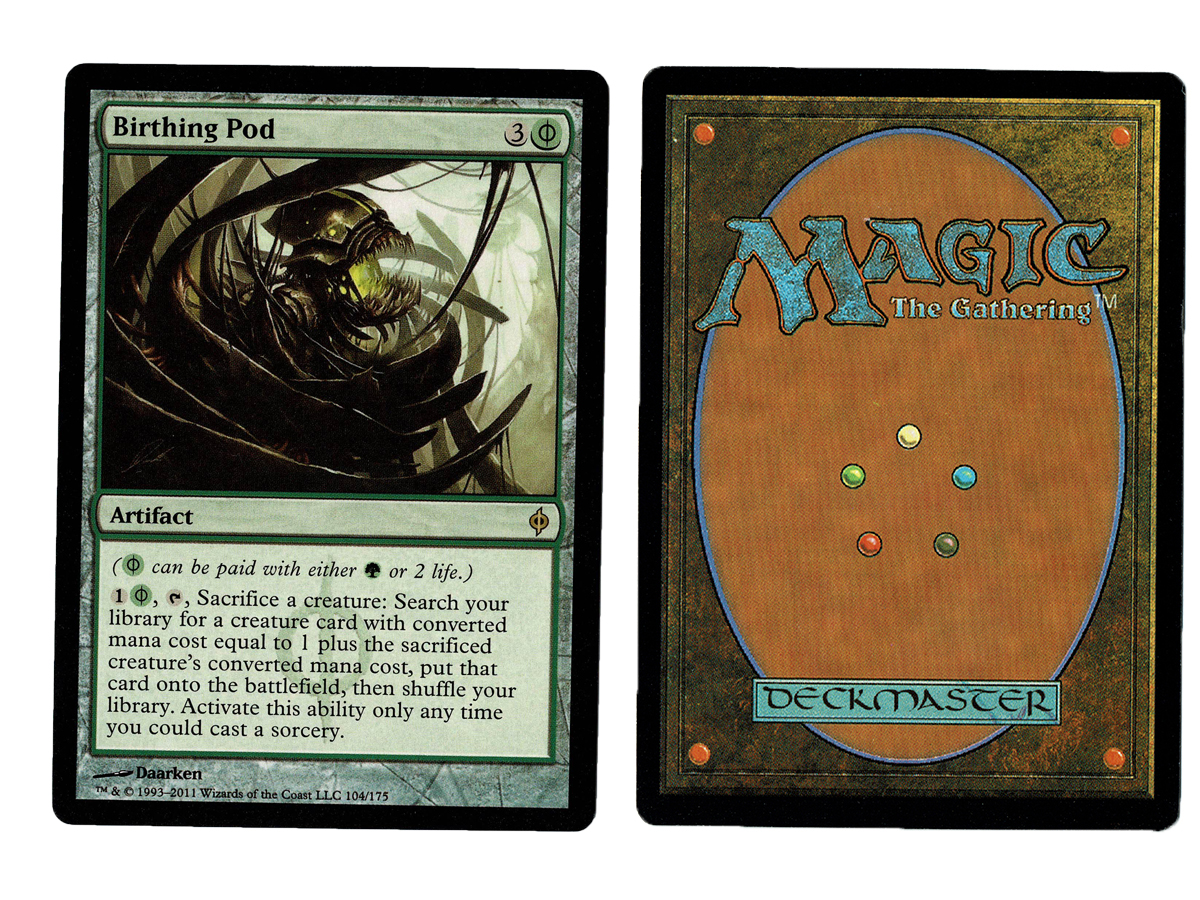 Birthing Pod 3
Artifact
( can be paid with either or 2 life.)
1 , , Sacrifice a creature: Search your
library for a creature card with converted
mana cost equal to 1 plus the sacrificed
creature's converted mana cost, put that
card onto the battlefield, then shuffle your
library. Activate this ability only any time
you could cast a sorcery.
Daarken
™ & © 1993–2011 Wizards of the Coast LLC 104/175
MAGIC
The Gathering™
DECKMASTER